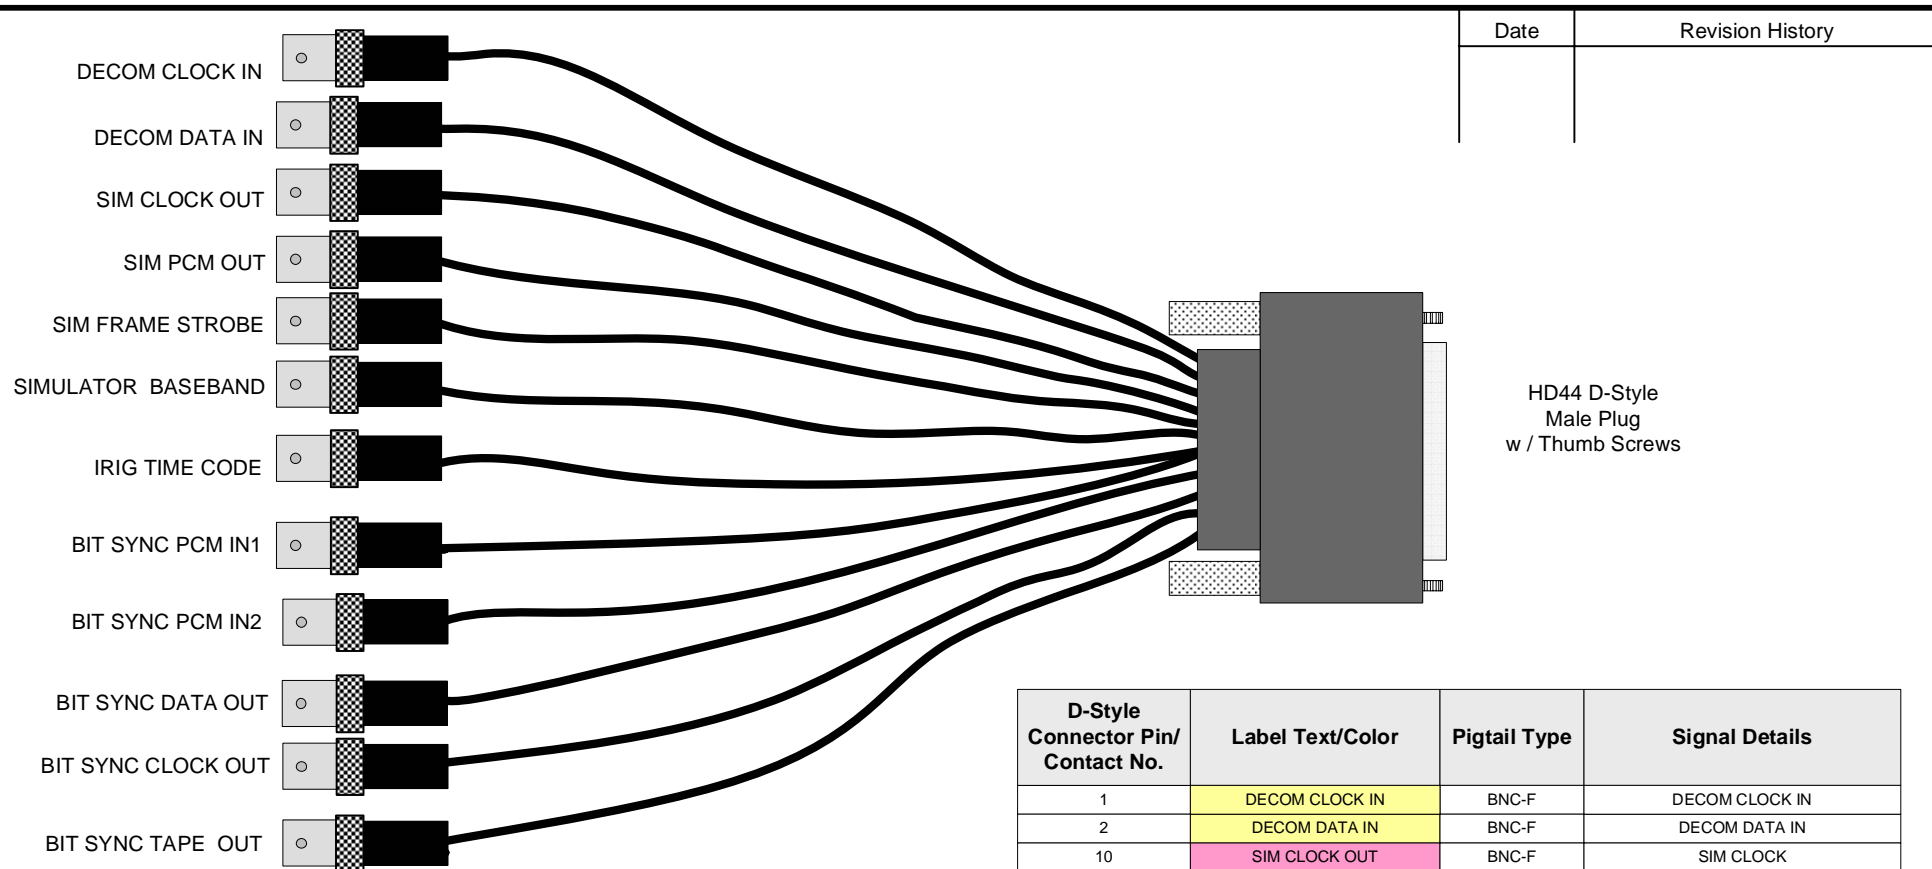 Date Revision History
DECOM CLOCK IN
DECOM DATA IN
SIM CLOCK OUT
SIM PCM OUT
SIM FRAME STROBE
SIMULATOR  BASEBAND
IRIG TIME CODE
BIT SYNC PCM IN1
BIT SYNC PCM IN2
BIT SYNC DATA OUT
BIT SYNC CLOCK OUT
BIT SYNC TAPE  OUT
HD44 D-Style
Male Plug
w / Thumb Screws
D-Style
Connector Pin/
Contact No.
Label Text/Color
Pigtail Type
Signal Details
1 DECOM CLOCK IN BNC-F DECOM CLOCK IN
2 DECOM DATA IN BNC-F DECOM DATA IN
10 SIM CLOCK OUT BNC-F SIM CLOCK